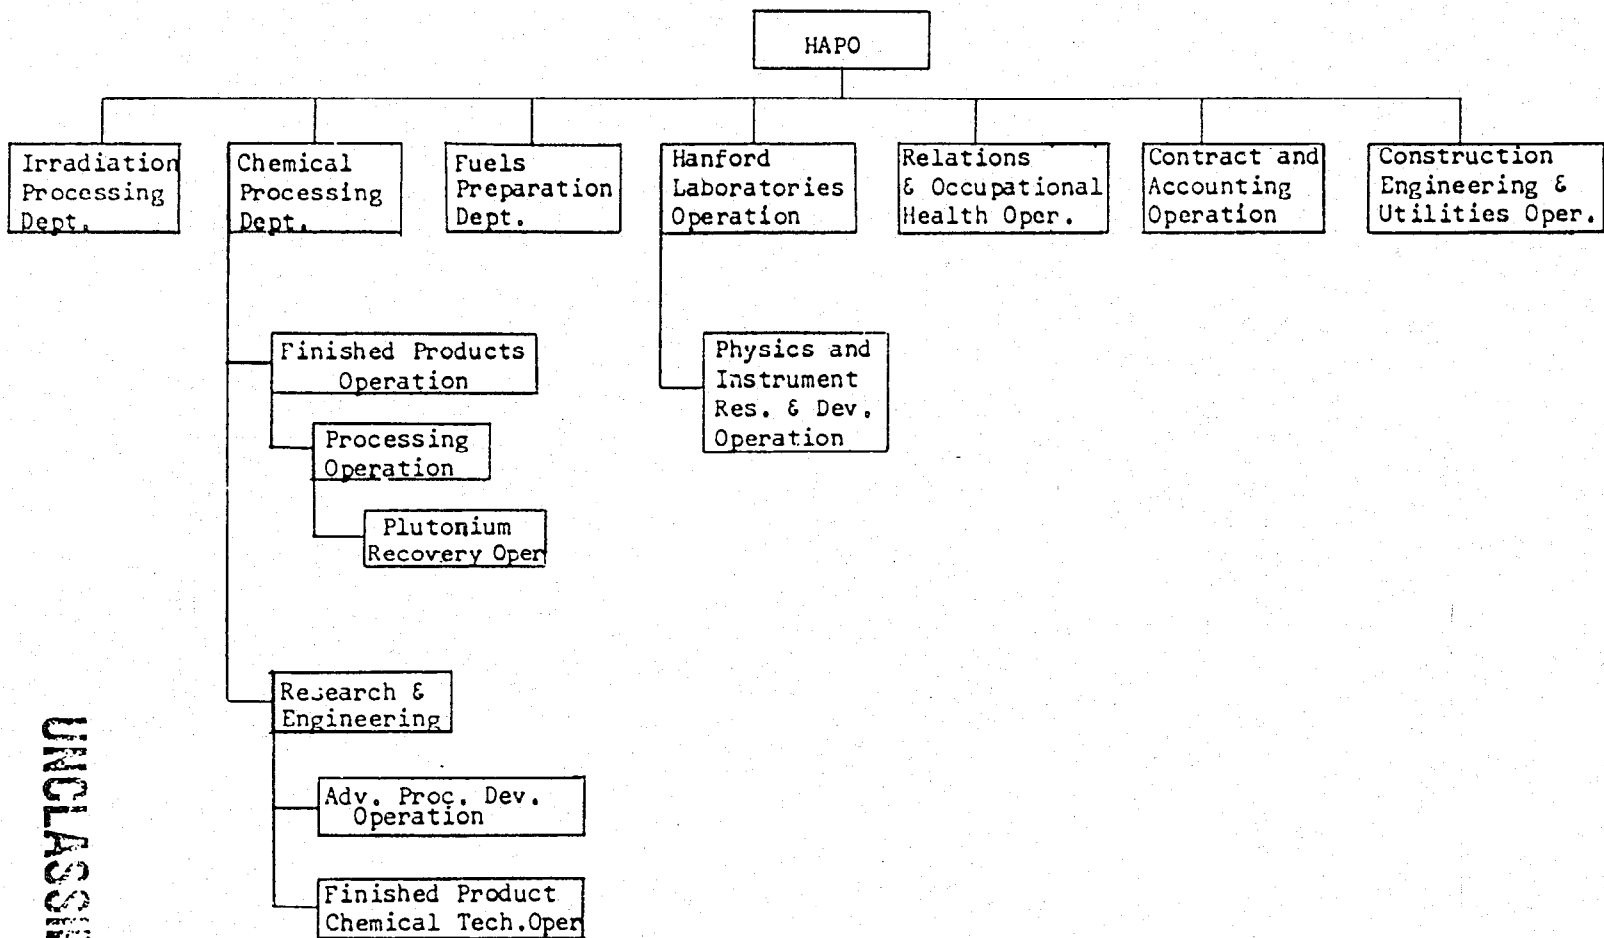 HAPO
Irradiation
Processing
Dept.
Chemical
Processing
Dept.
Fuels
Preparation
Dept.
Hanford
Laboratories
Operation
Relations
& Occupational
Health Oper.
Contract and
Accounting
Operation
Construction
Engineering &
Utilities Oper.
Finished Products
Operation
Physics and
Instrument
Res. & Dev.
Operation
Processing
Operation
Plutonium
Recovery Oper
Research &
Engineering
Adv. Proc. Dev.
Operation
Finished Product
Chemical Tech.Oper